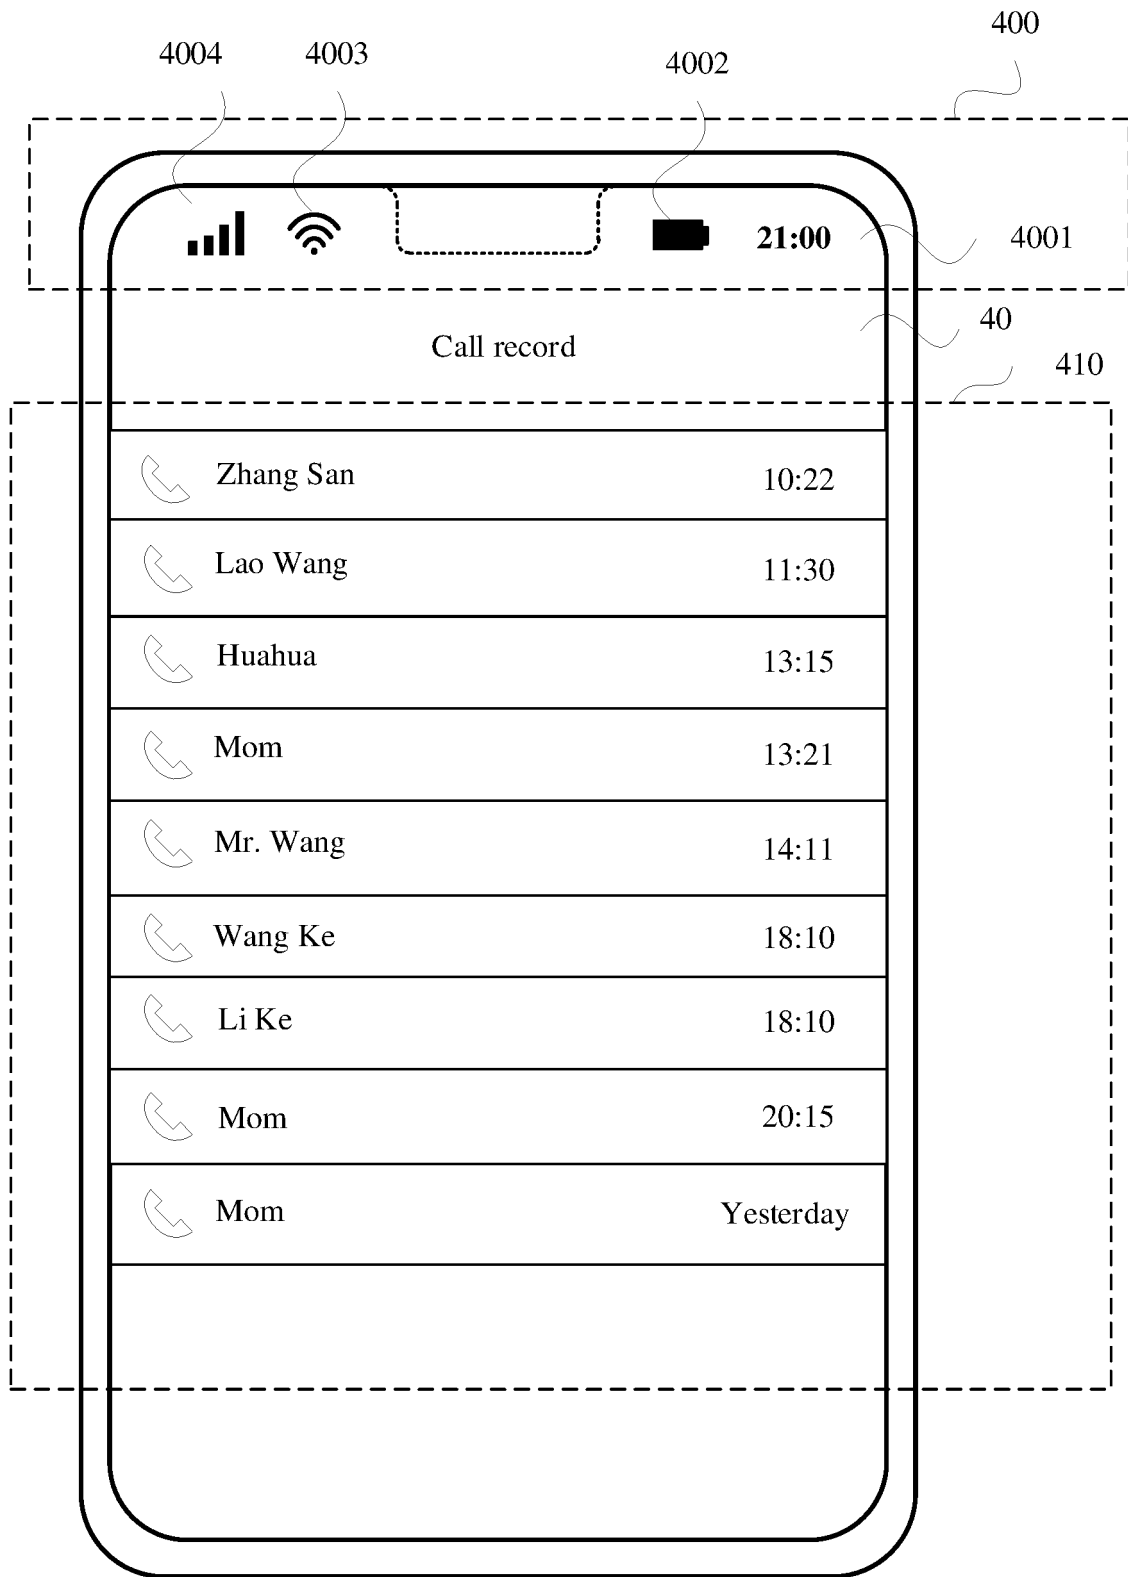 400
4004 4003 4002
21:00 4001
40
Call record
410
Zhang San 10:22
Lao Wang 11:30
Huahua 13:15
Mom 13:21
Mr. Wang 14:11
Wang Ke 18:10
Li Ke 18:10
Mom 20:15
Mom Yesterday